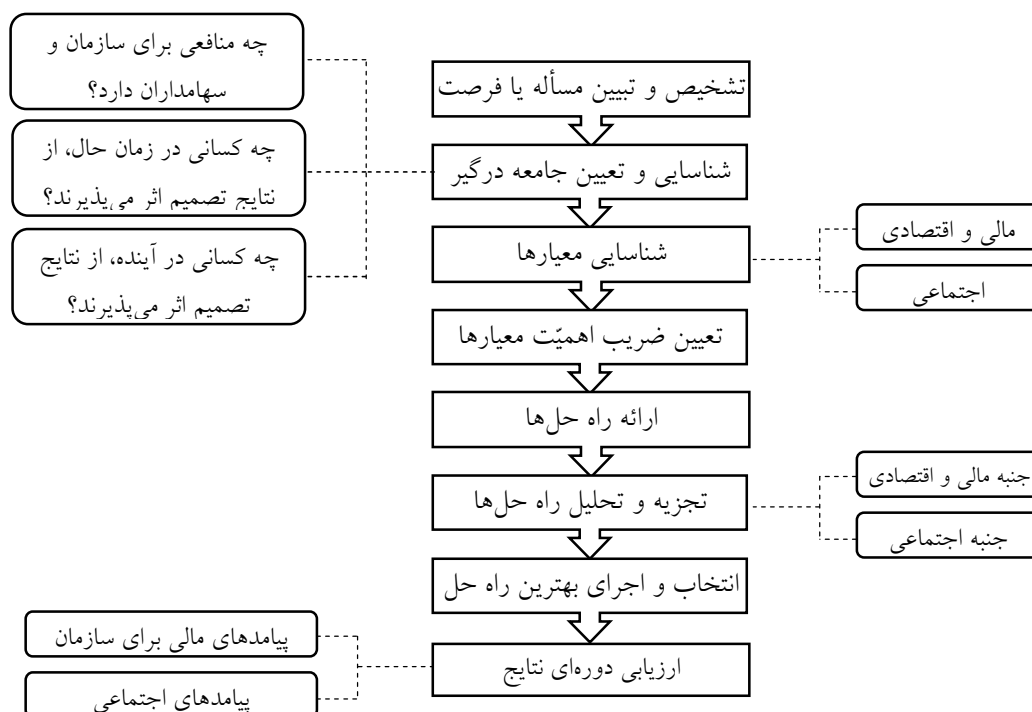 چه منافعی برای سازمان و
سهامداران دارد؟
تشخیص و تبیین مسأله یا فرصت
چه کسانی در زمان حال، از
نتایج تصمیم اثر می‌پذیرند؟
شناسایی و تعیین جامعه درگیر
چه کسانی در آینده، از نتایج
تصمیم اثر می‌پذیرند؟
شناسایی معیارها
مالی و اقتصادی
اجتماعی
تعیین ضریب اهمیّت معیارها
ارائه راه حل‌ها
تجزیه و تحلیل راه حل‌ها
جنبه مالی و اقتصادی
جنبه اجتماعی
انتخاب و اجرای بهترین راه حل
ارزیابی دوره‌ای نتایج
پیامدهای مالی برای سازمان
پیامدهای اجتماعی